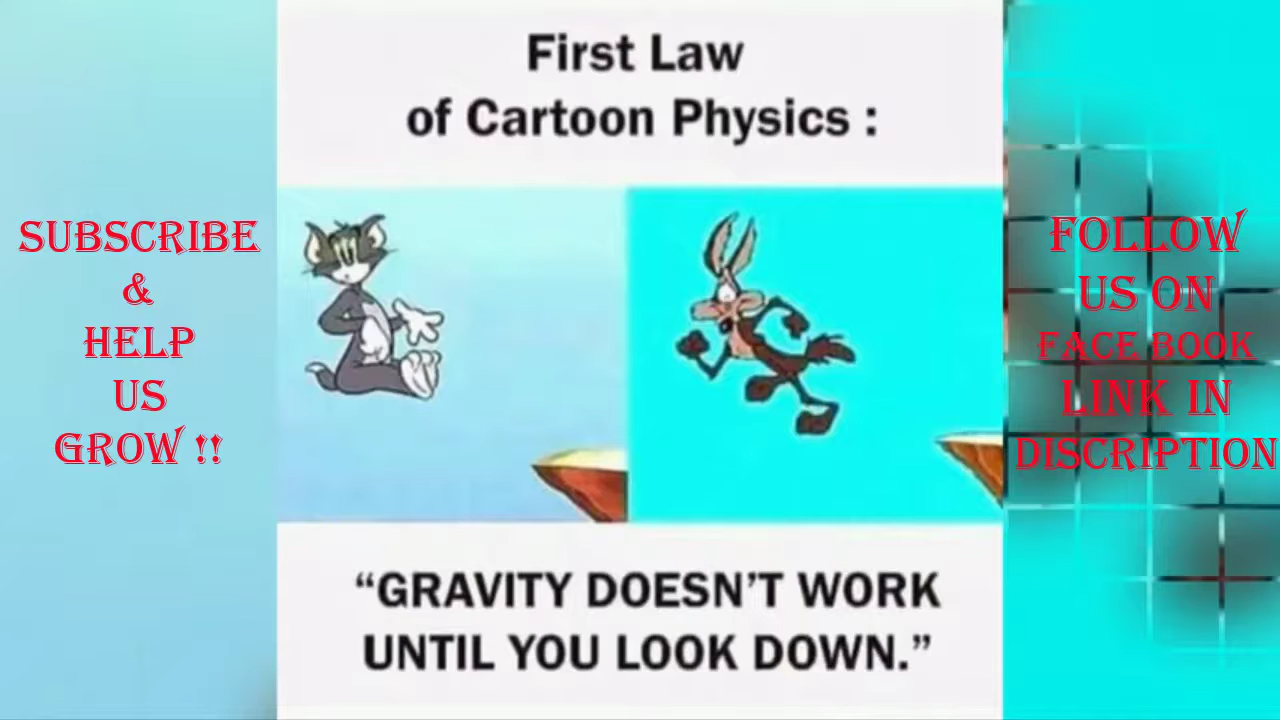 First Law
of Cartoon Physics :
SUBSCRIBE
&
HELP
US
GROW !!
FOLLOW
US ON
FACE BOOK
LINK IN
DISCRIPTION
“GRAVITY DOESN’T WORK
UNTIL YOU LOOK DOWN.”